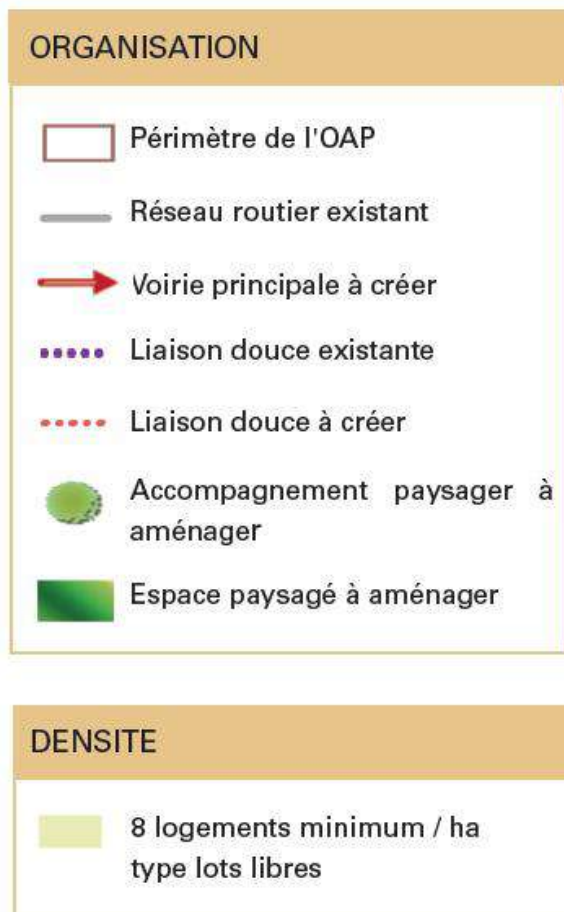 ORGANISATION
Périmètre de l'OAP
Réseau routier existant
Voirie principale à créer
Liaison douce existante
Liaison douce à créer
Accompagnement paysager à
aménager
Espace paysagé à aménager
DENSITE
8 logements minimum / ha
type lots libres